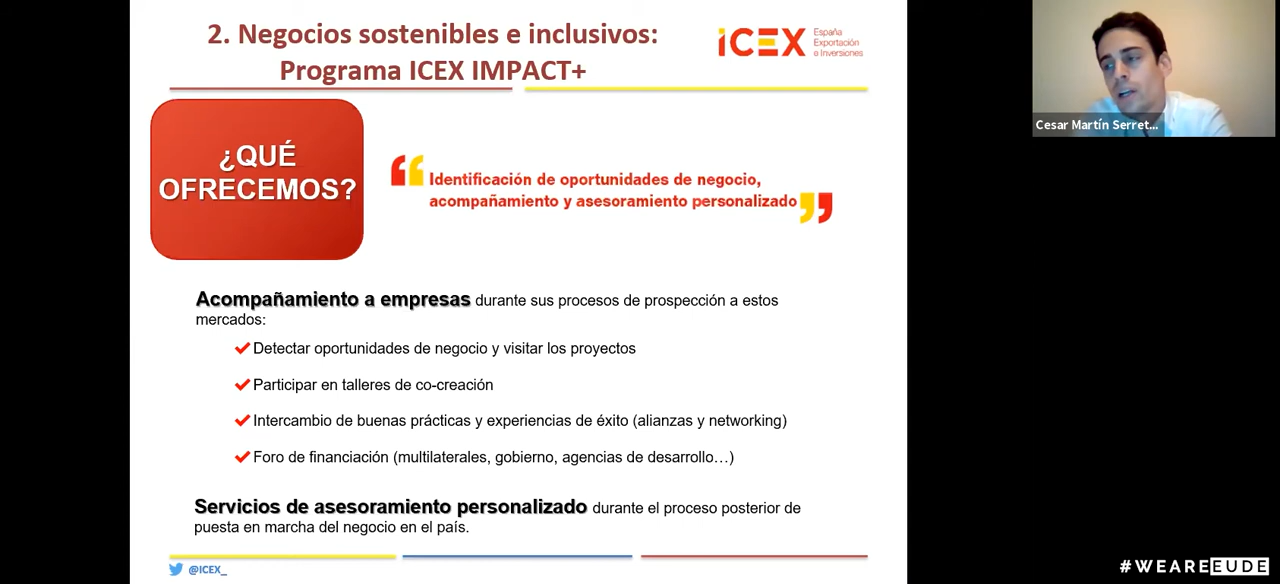 2. Negocios sostenibles e inclusivos:
Programa ICEX IMPACT+
ICEX
España
Exportación
e Inversiones
Cesar Martín Serret...
¿QUÉ
OFRECEMOS?
Identificación de oportunidades de negocio,
acompañamiento y asesoramiento personalizado
Acompañamiento a empresas durante sus procesos de prospección a estos
mercados:
Detectar oportunidades de negocio y visitar los proyectos
Participar en talleres de co-creación
Intercambio de buenas prácticas y experiencias de éxito (alianzas y networking)
Foro de financiación (multilaterales, gobierno, agencias de desarrollo…)
Servicios de asesoramiento personalizado durante el proceso posterior de
puesta en marcha del negocio en el país.
@ICEX_
#WEAREEUDE